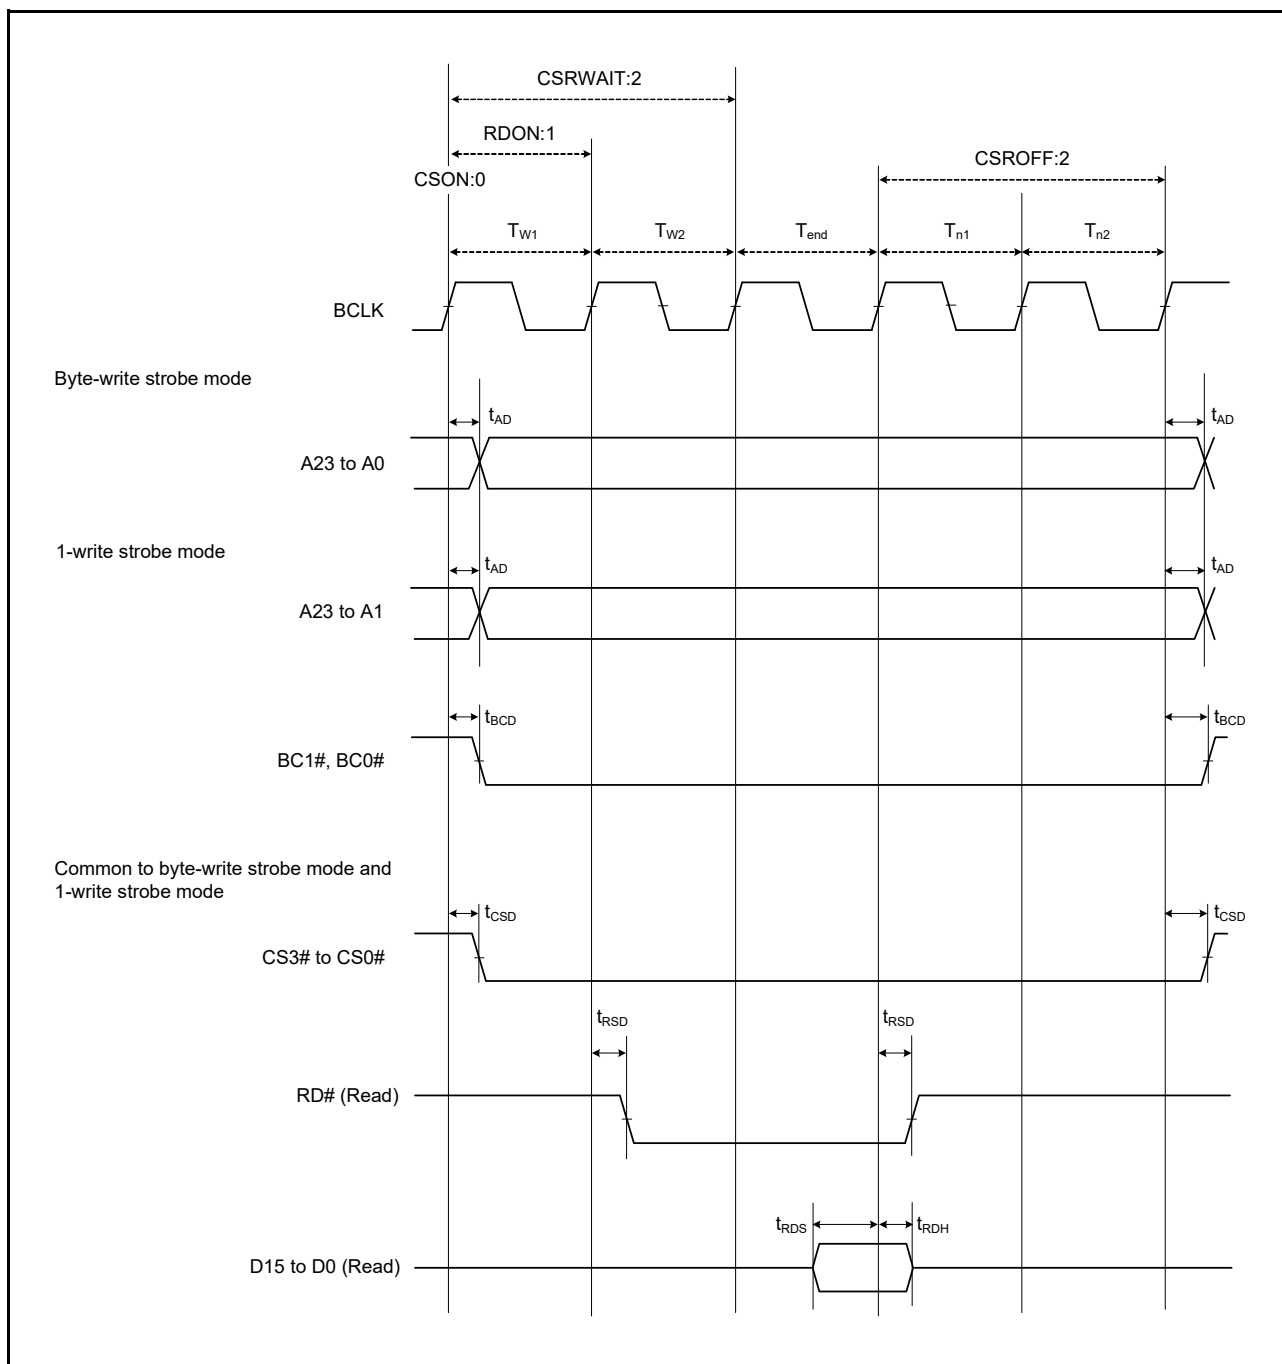 CSRWAIT:2
RDON:1
CSROFF:2
CSON:0
TW1 TW2 Tend Tn1 Tn2
BCLK
Byte-write strobe mode
tAD tAD
A23 to A0
1-write strobe mode
tAD tAD
A23 to A1
tBCD tBCD
BC1#, BC0#
Common to byte-write strobe mode and
1-write strobe mode
tCSD tCSD
CS3# to CS0#
tRSD tRSD
RD# (Read)
tRDS tRDH
D15 to D0 (Read)